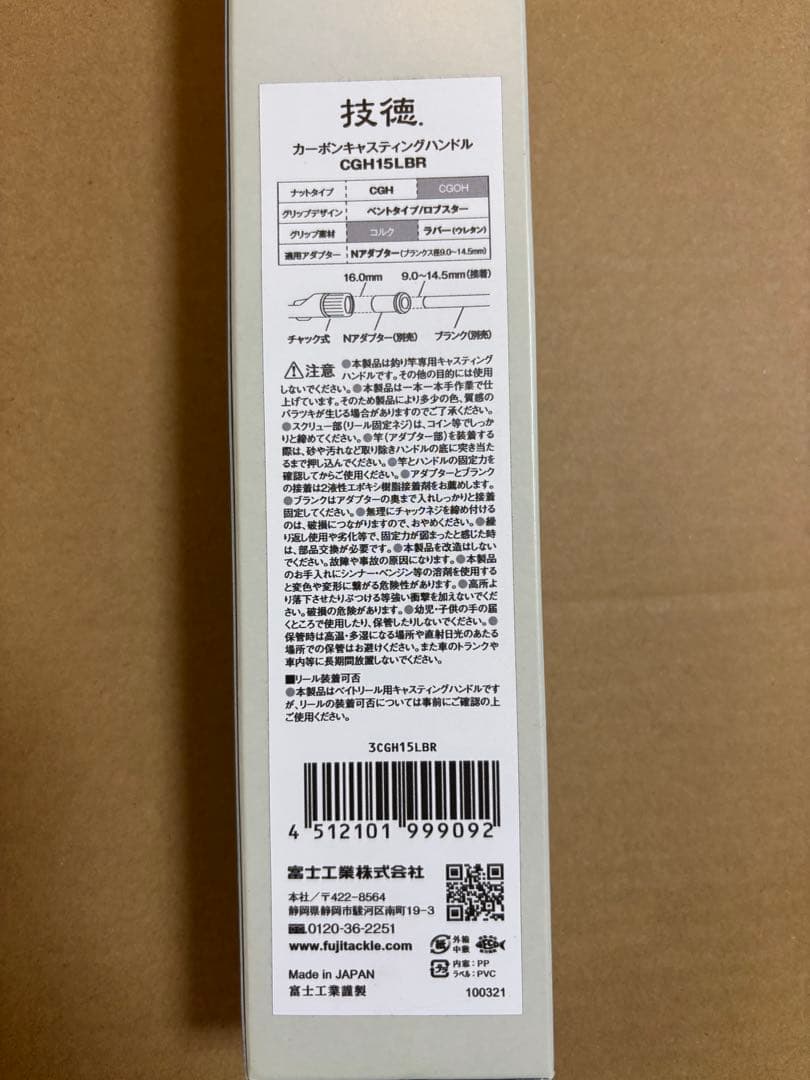 技徳.
カーボンキャスティングハンドル
CGH15LBR
ナットタイプ CGH CGOH
グリップデザイン ベントタイプ/ロブスター
グリップ素材 コルク ラバー(ウレタン)
適用アダプター Nアダプター(ブランクス径9.0~14.5mm)
16.0mm 9.0~14.5mm(接着)
チャック式 Nアダプター(別売) ブランク(別売)
⚠注意 ●本製品は釣り竿専用キャスティング
ハンドルです。その他の目的には使用
しないでください。●本製品は一本一本手作業で仕
上げています。そのため製品により多少の色、質感の
バラツキが生じる場合がありますのでご了承ください。
●スクリュー部(リール固定ネジ)は、コイン等でしっか
りと締めてください。●竿(アダプター部)を装着する
際は、砂や汚れなど取り除きハンドルの底に突き当た
るまで押し込んでください。●竿とハンドルの固定力を
確認してからご使用ください。●アダプターとブランク
の接着は2液性エポキシ樹脂接着剤をお薦めします。
●ブランクはアダプターの奥まで入れしっかりと接着
固定してください。●無理にチャックネジを締め付ける
のは、破損につながりますので、おやめください。●繰
り返し使用や劣化等で、固定力が弱まったと感じた時
は、部品交換が必要です。●本製品を改造はしない
でください。故障や事故の原因になります。●本製品
のお手入れにシンナー・ベンジン等の溶剤を使用する
と変色や変形に繋がる危険性があります。●高所よ
り落下させたりぶつける等強い衝撃を加えないでくだ
さい。破損の危険があります。●幼児・子供の手の届
くところで使用したり、保管したりしないでください。●
保管時は高温・多湿になる場所や直射日光のあたる
場所での保管はお避けください。また車のトランクや
車内等に長期間放置しないでください。
■リール装着可否
●本製品はベイトリール用キャスティングハンドルです
が、リールの装着可否については事前にご確認の上
ご使用ください。
3CGH15LBR
4 512101 999092
富士工業株式会社
本社/〒422-8564
静岡県静岡市駿河区南町19-3
0120-36-2251
www.fujitackle.com
紙 外箱 中敷
プラ 内窓:PP ラベル:PVC
Made in JAPAN
富士工業謹製 100321